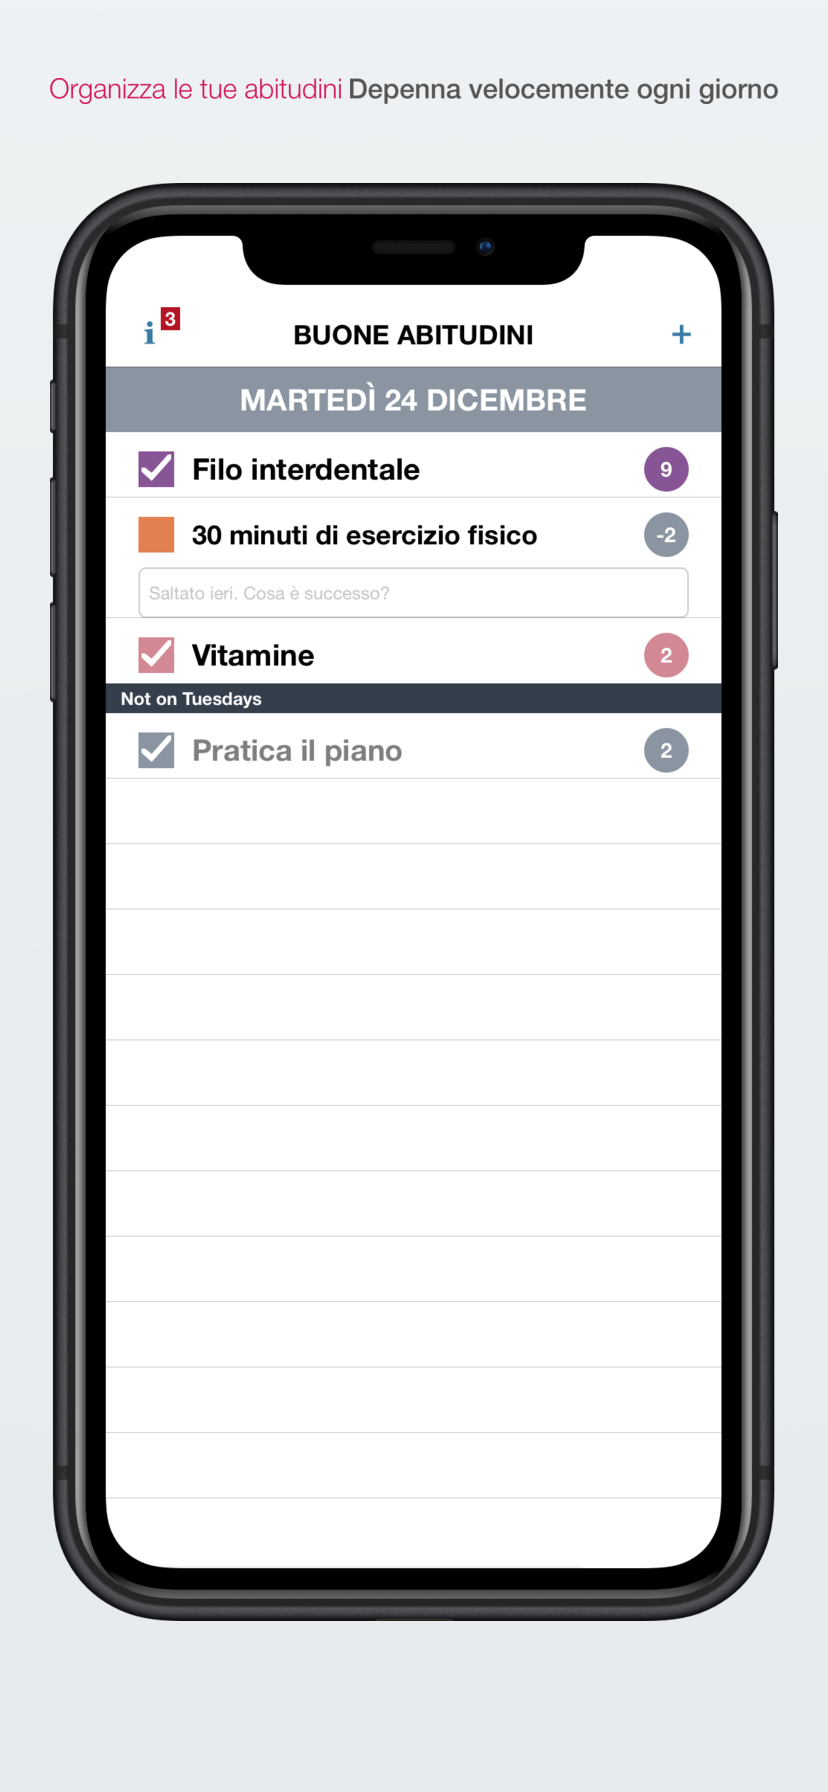 Organizza le tue abitudini Depenna velocemente ogni giorno
i 3
BUONE ABITUDINI
+
MARTEDÌ 24 DICEMBRE
Filo interdentale 9
30 minuti di esercizio fisico -2
Saltato ieri. Cosa è successo?
Vitamine 2
Not on Tuesdays
Pratica il piano 2